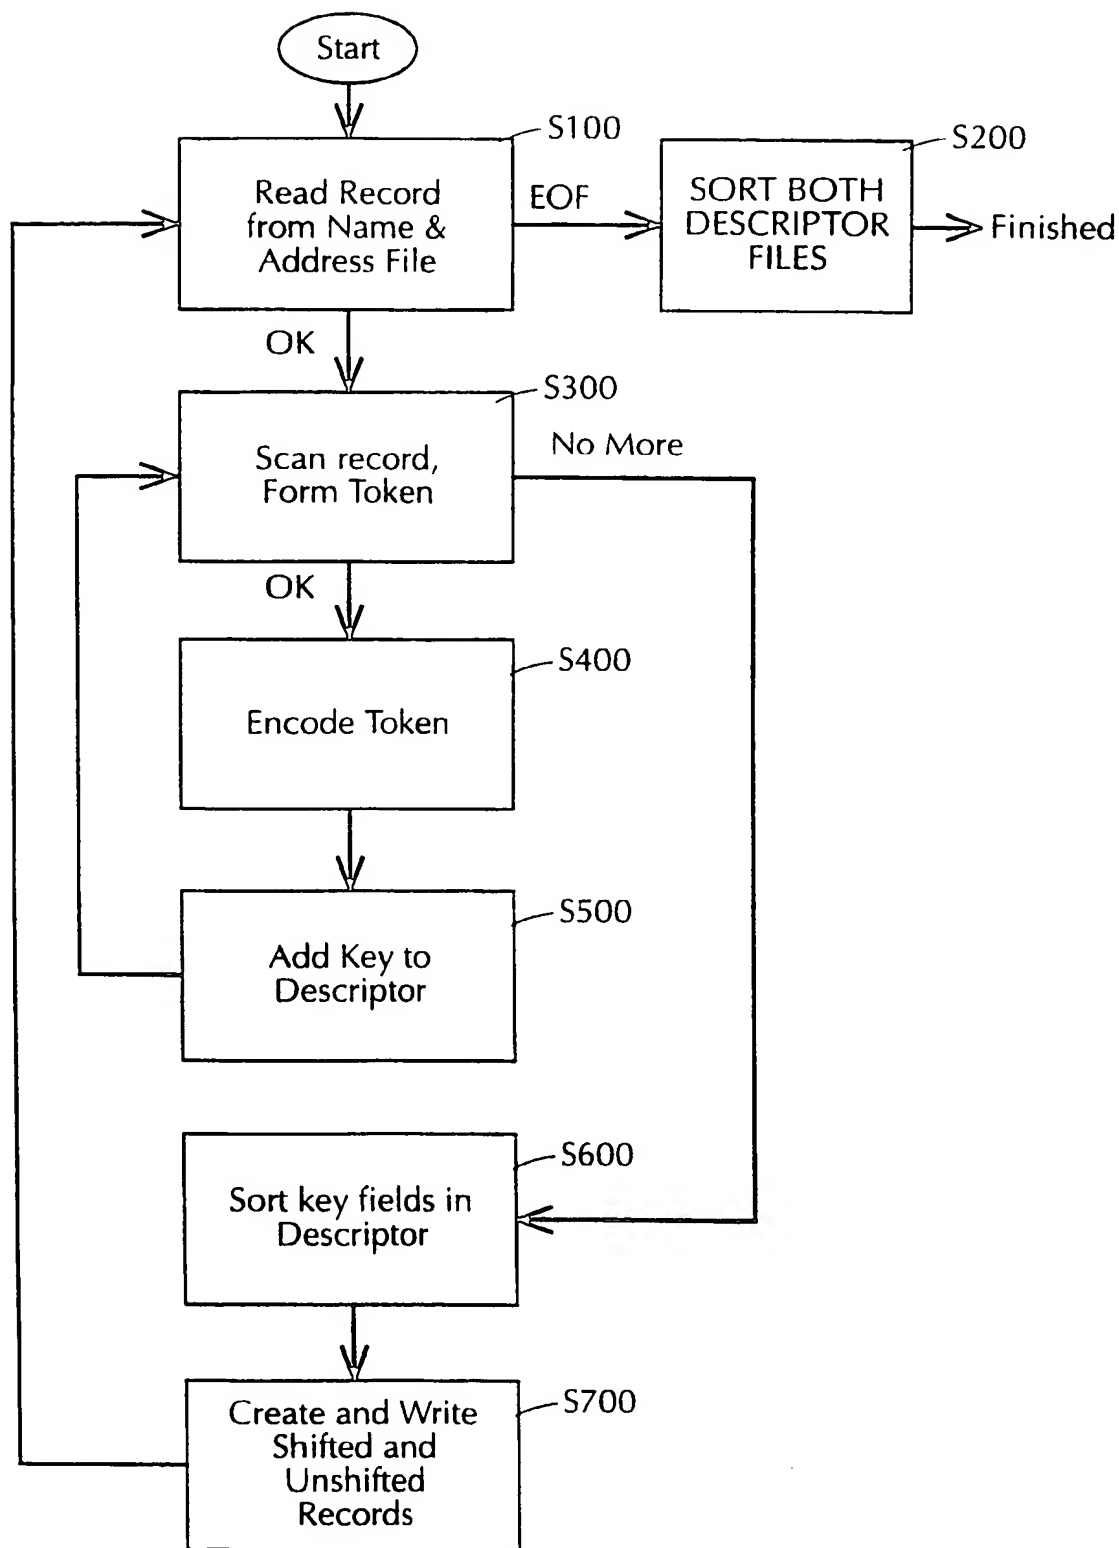 Start
S100
Read Record
from Name &
Address File
EOF
S200
SORT BOTH
DESCRIPTOR
FILES
Finished
OK
S300
Scan record,
Form Token
No More
OK
S400
Encode Token
S500
Add Key to
Descriptor
S600
Sort key fields in
Descriptor
S700
Create and Write
Shifted and
Unshifted
Records